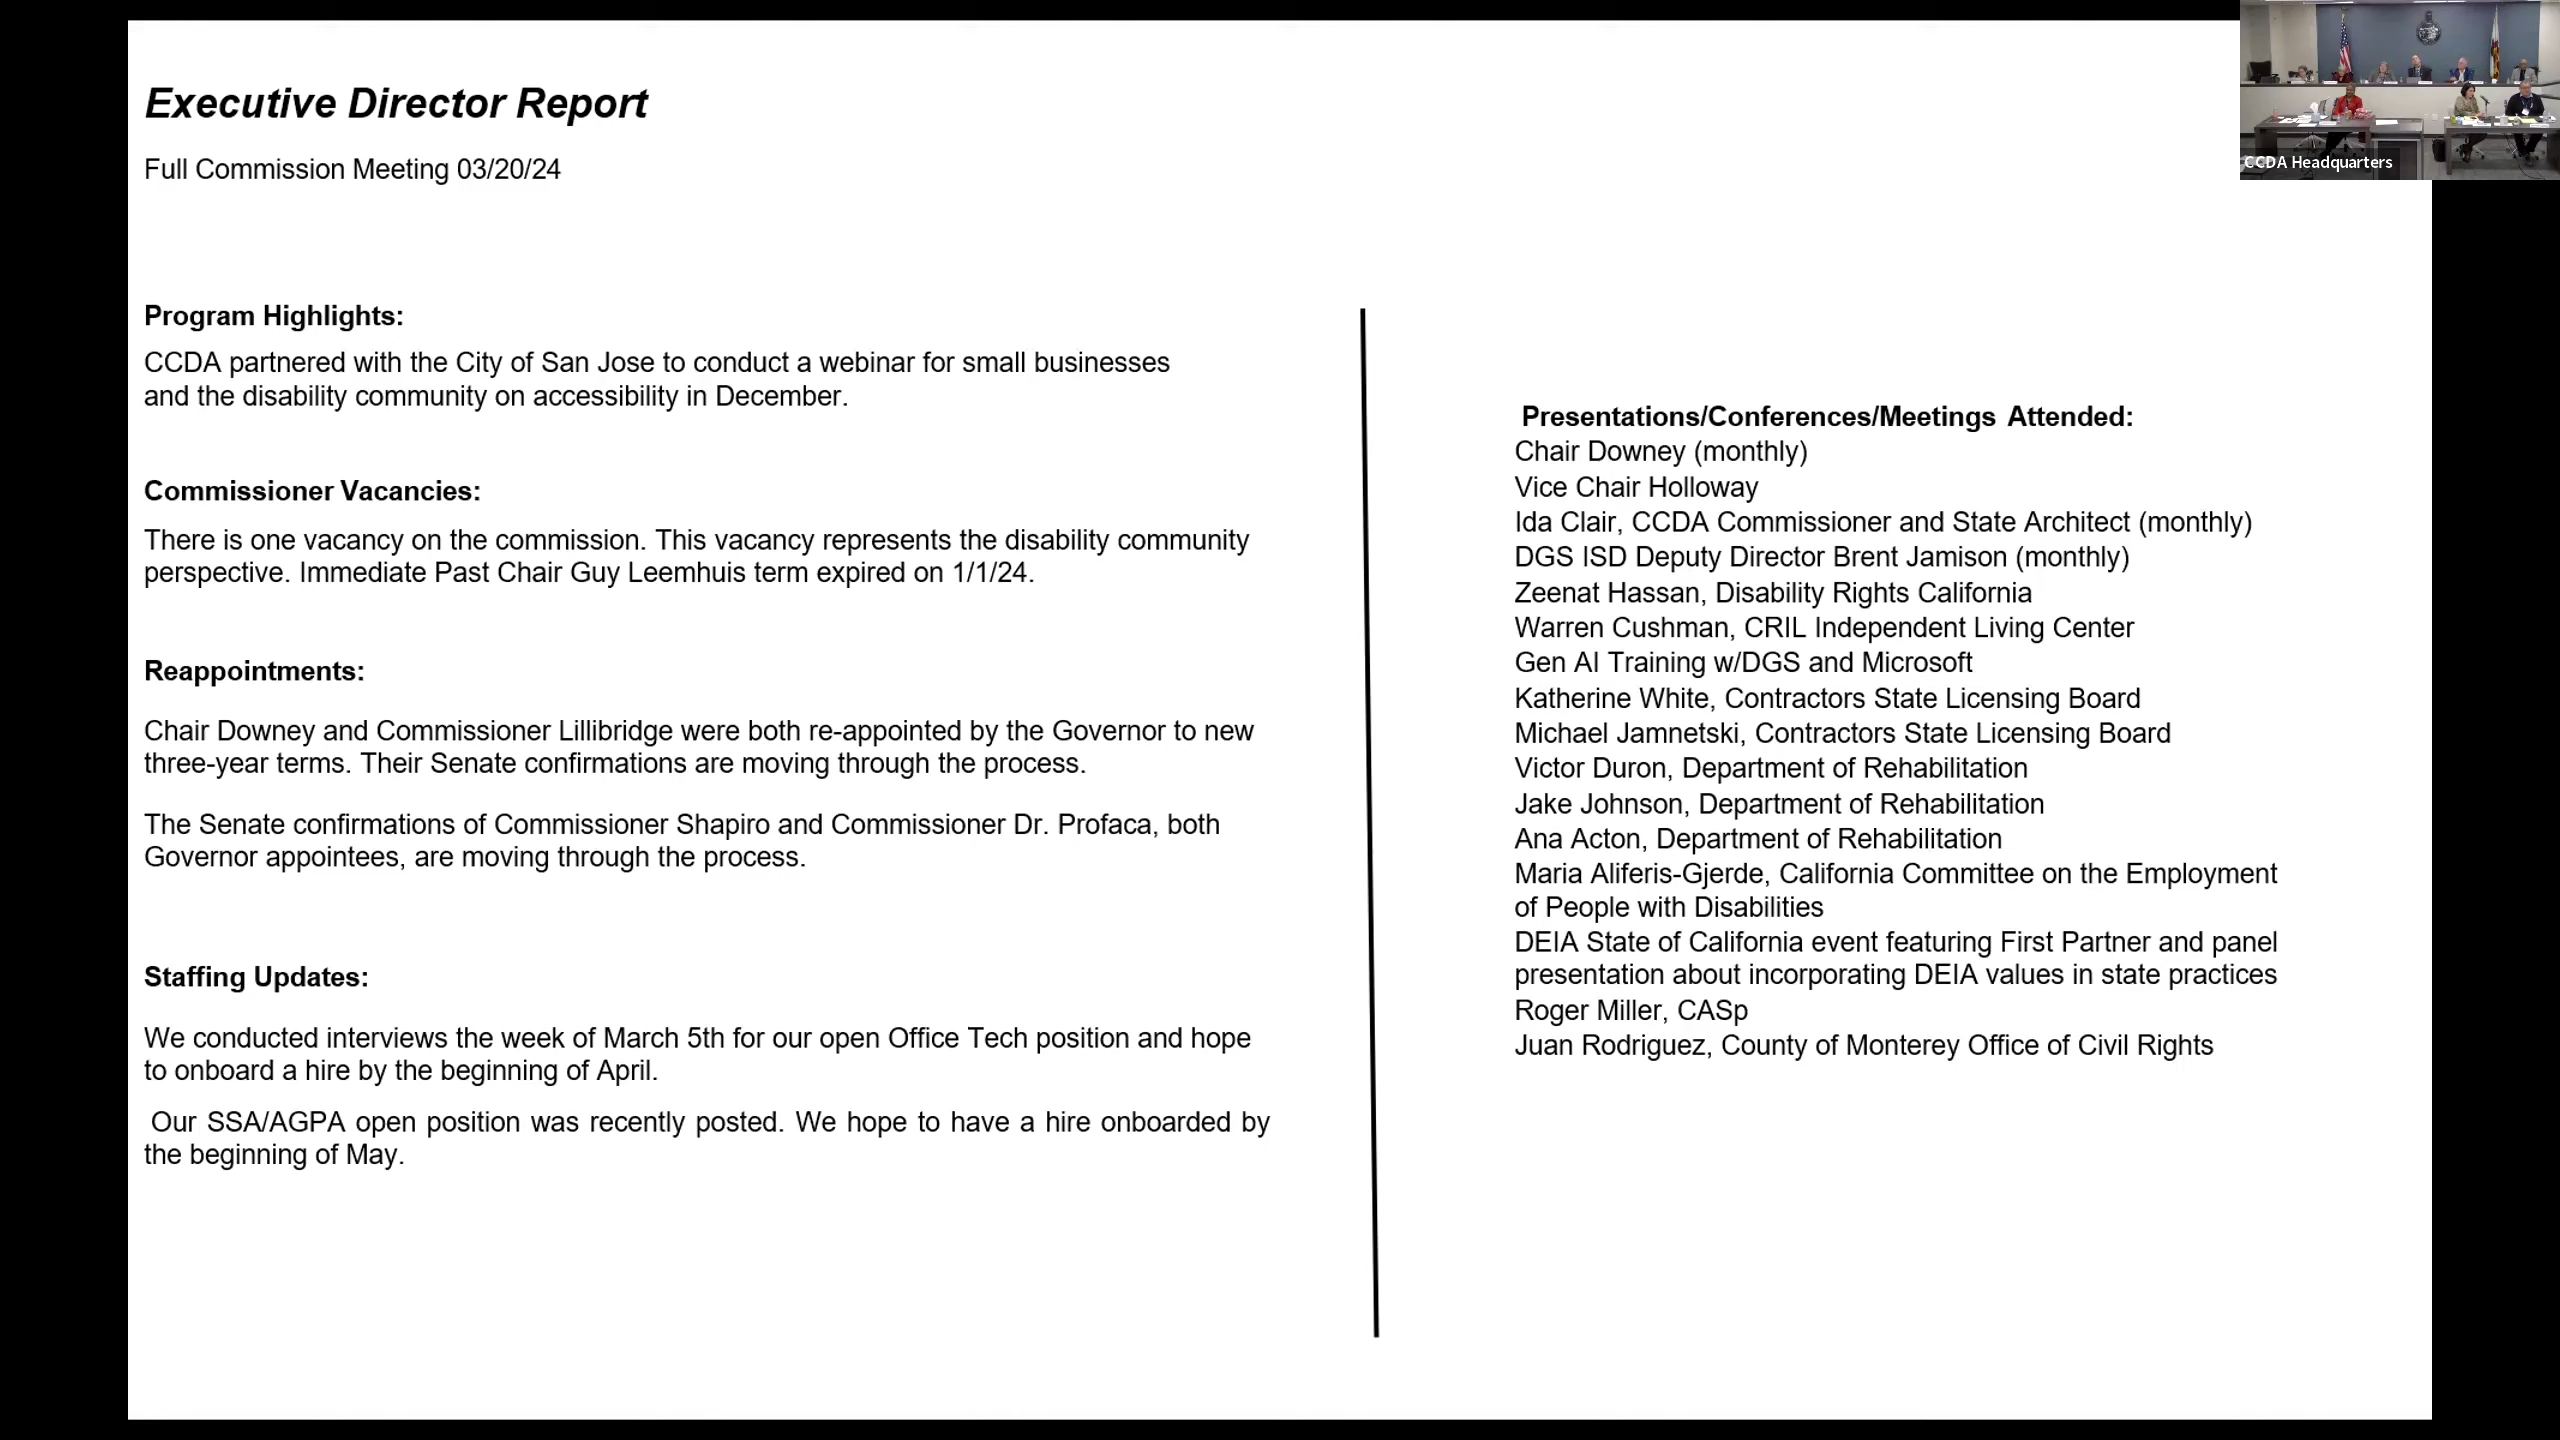 Executive Director Report
Full Commission Meeting 03/20/24
Program Highlights:
CCDA partnered with the City of San Jose to conduct a webinar for small businesses
and the disability community on accessibility in December.
Commissioner Vacancies:
There is one vacancy on the commission. This vacancy represents the disability community
perspective. Immediate Past Chair Guy Leemhuis term expired on 1/1/24.
Reappointments:
Chair Downey and Commissioner Lillibridge were both re-appointed by the Governor to new
three-year terms. Their Senate confirmations are moving through the process.
The Senate confirmations of Commissioner Shapiro and Commissioner Dr. Profaca, both
Governor appointees, are moving through the process.
Staffing Updates:
We conducted interviews the week of March 5th for our open Office Tech position and hope
to onboard a hire by the beginning of April.
Our SSA/AGPA open position was recently posted. We hope to have a hire onboarded by
the beginning of May.
Presentations/Conferences/Meetings Attended:
Chair Downey (monthly)
Vice Chair Holloway
Ida Clair, CCDA Commissioner and State Architect (monthly)
DGS ISD Deputy Director Brent Jamison (monthly)
Zeenat Hassan, Disability Rights California
Warren Cushman, CRIL Independent Living Center
Gen AI Training w/DGS and Microsoft
Katherine White, Contractors State Licensing Board
Michael Jamnetski, Contractors State Licensing Board
Victor Duron, Department of Rehabilitation
Jake Johnson, Department of Rehabilitation
Ana Acton, Department of Rehabilitation
Maria Aliferis-Gjerde, California Committee on the Employment
of People with Disabilities
DEIA State of California event featuring First Partner and panel
presentation about incorporating DEIA values in state practices
Roger Miller, CASp
Juan Rodriguez, County of Monterey Office of Civil Rights
CCDA Headquarters